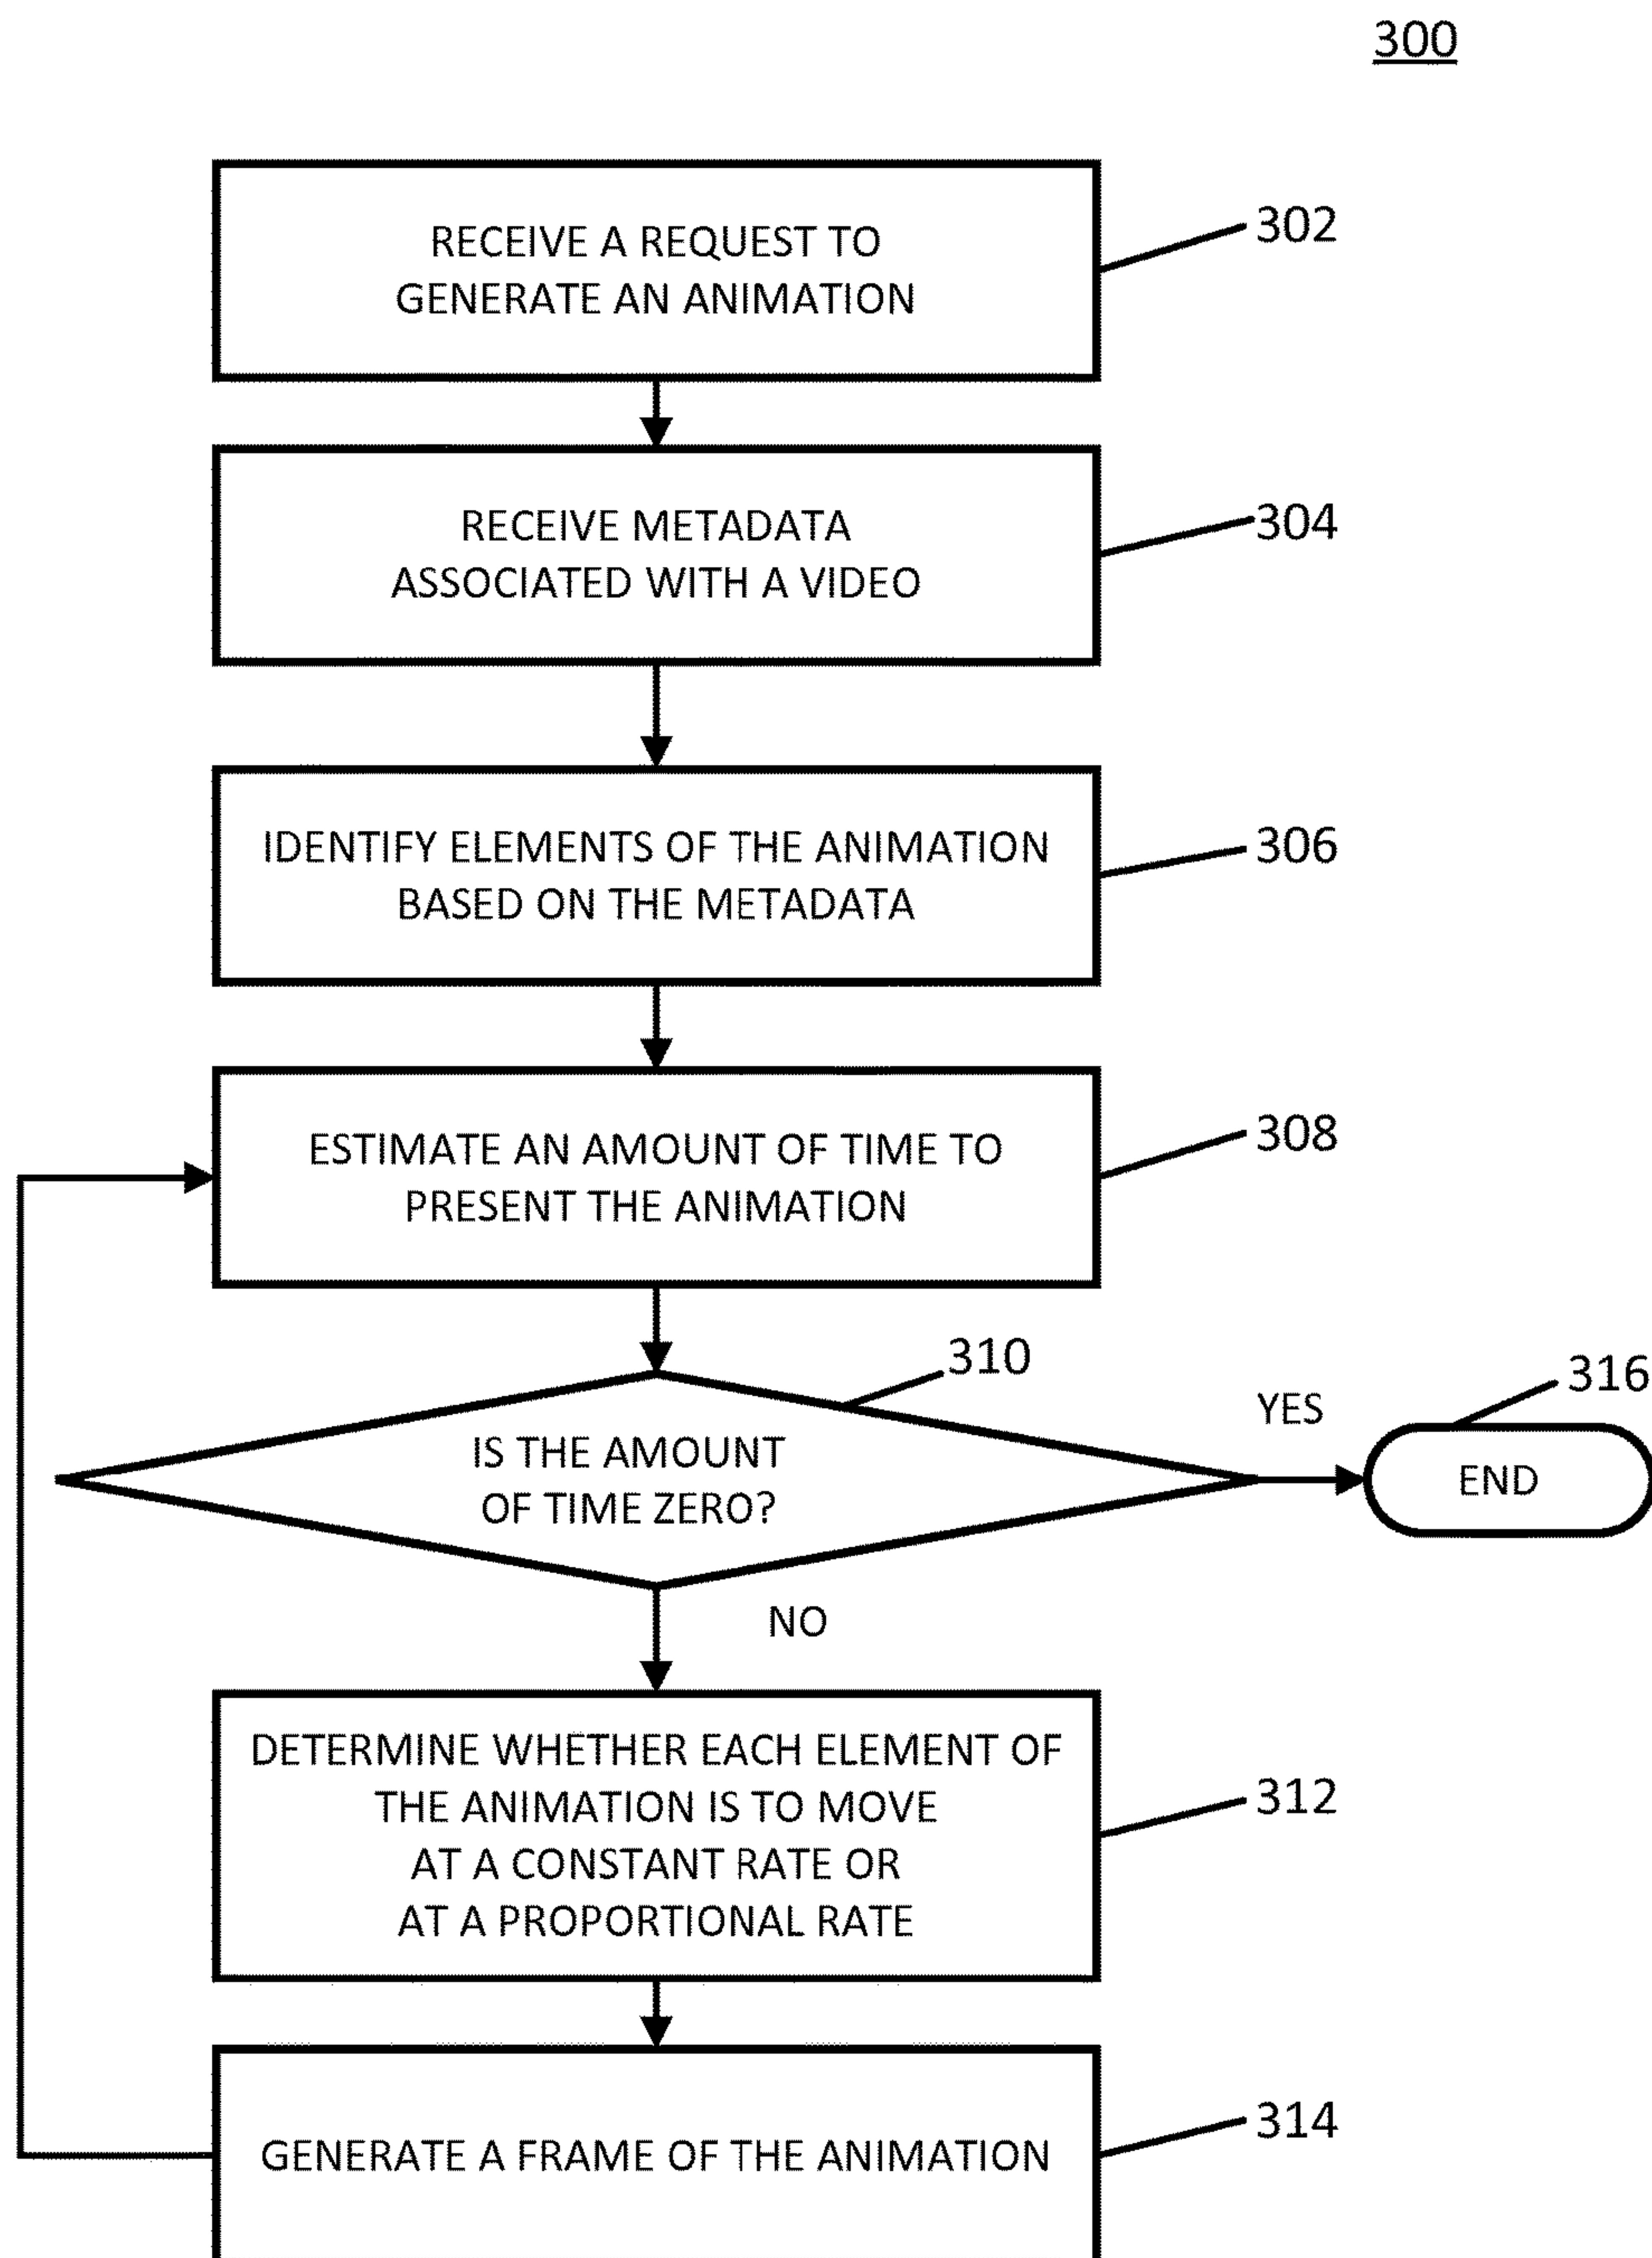 300
RECEIVE A REQUEST TO
GENERATE AN ANIMATION
302
RECEIVE METADATA
ASSOCIATED WITH A VIDEO
304
IDENTIFY ELEMENTS OF THE ANIMATION
BASED ON THE METADATA
306
ESTIMATE AN AMOUNT OF TIME TO
PRESENT THE ANIMATION
308
310
IS THE AMOUNT
OF TIME ZERO?
YES
316
END
NO
DETERMINE WHETHER EACH ELEMENT OF
THE ANIMATION IS TO MOVE
AT A CONSTANT RATE OR
AT A PROPORTIONAL RATE
312
GENERATE A FRAME OF THE ANIMATION
314